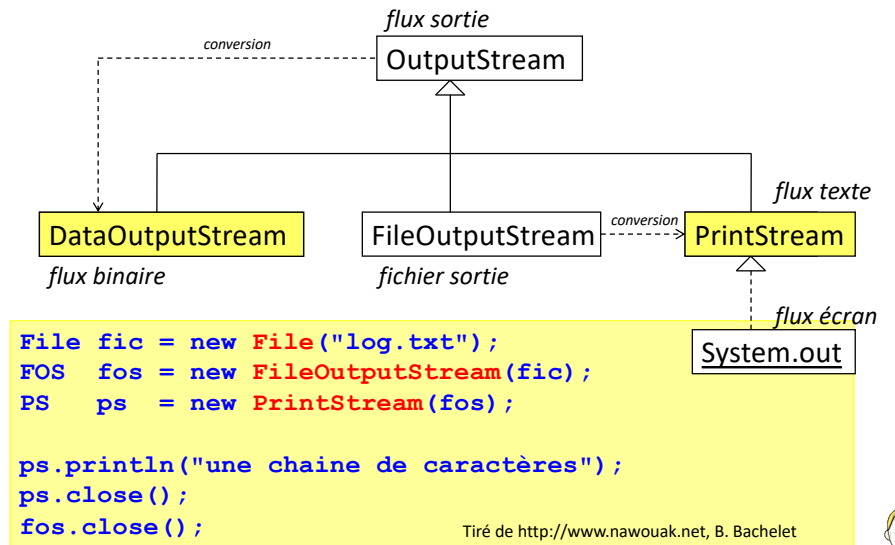 flux sortie
conversion
OutputStream
flux texte
DataOutputStream
FileOutputStream
conversion
PrintStream
flux binaire
fichier sortie
flux écran
System.out
File fic = new File("log.txt");
FOS fos = new FileOutputStream(fic);
PS ps = new PrintStream(fos);
ps.println("une chaine de caractères");
ps.close();
fos.close();
Tiré de http://www.nawouak.net, B. Bachelet